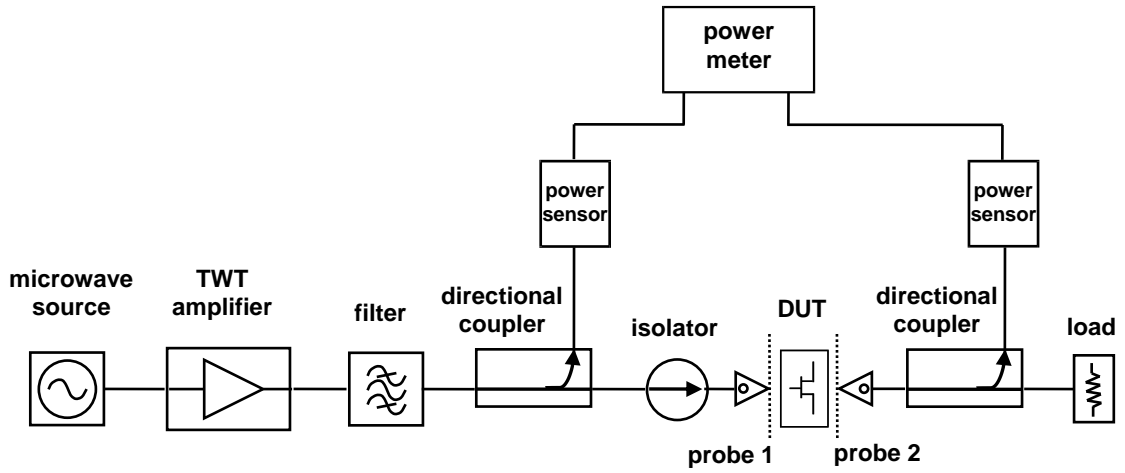 power
meter
power
sensor
power
sensor
microwave
source
TWT
amplifier
filter
directional
coupler
isolator
DUT
directional
coupler
load
probe 1
probe 2